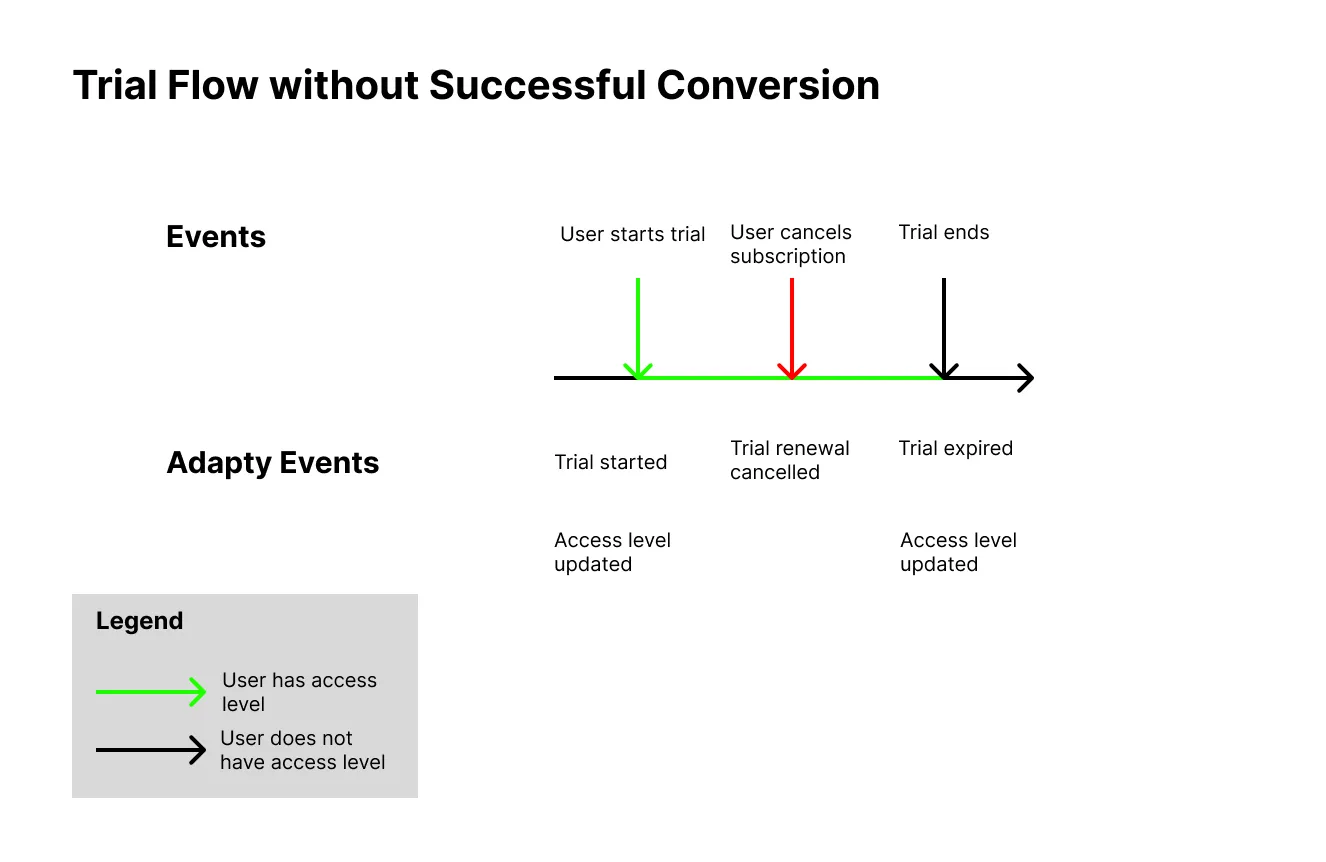 Trial Flow without Successful Conversion
Events
User starts trial
User cancels
subscription
Trial ends
Adapty Events
Trial started
Trial renewal
cancelled
Trial expired
Access level
updated
Access level
updated
Legend
User has access
level
User does not
have access level